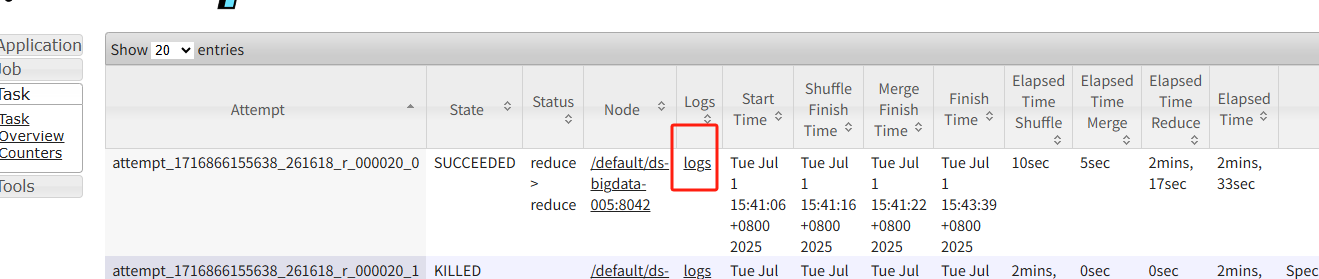 Application
Job
Task
Task
Overview
Counters
Tools
Show 20 entries
Attempt
State
Status
Node
Logs
Start
Time
Shuffle
Finish
Time
Merge
Finish
Time
Finish
Time
Elapsed
Time
Shuffle
Elapsed
Time
Merge
Elapsed
Time
Reduce
Elapsed
Time
attempt_1716866155638_261618_r_000020_0
SUCCEEDED
reduce
>
reduce
/default/ds-
bigdata-
005:8042
logs
Tue Jul
1
15:41:06
+0800
2025
Tue Jul
1
15:41:16
+0800
2025
Tue Jul
1
15:41:22
+0800
2025
Tue Jul
1
15:43:39
+0800
2025
10sec
5sec
2mins,
17sec
2mins,
33sec
attempt_1716866155638_261618_r_000020_1
KILLED
/default/ds-
logs
Tue Jul
Tue Jul
Tue Jul
Tue Jul
2mins,
0sec
0sec
2mins,
Spec